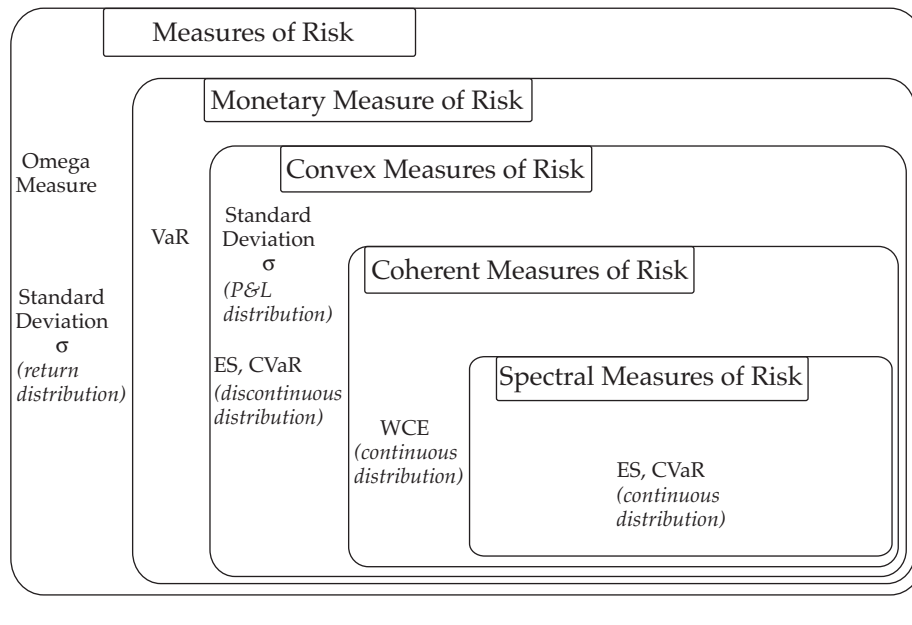 Measures of Risk
Monetary Measure of Risk
Convex Measures of Risk
Omega
Measure
Standard
Deviation
σ
(return
distribution)
VaR
Standard
Deviation
σ
(P&L
distribution)
ES, CVaR
(discontinuous
distribution)
Coherent Measures of Risk
WCE
(continuous
distribution)
Spectral Measures of Risk
ES, CVaR
(continuous
distribution)